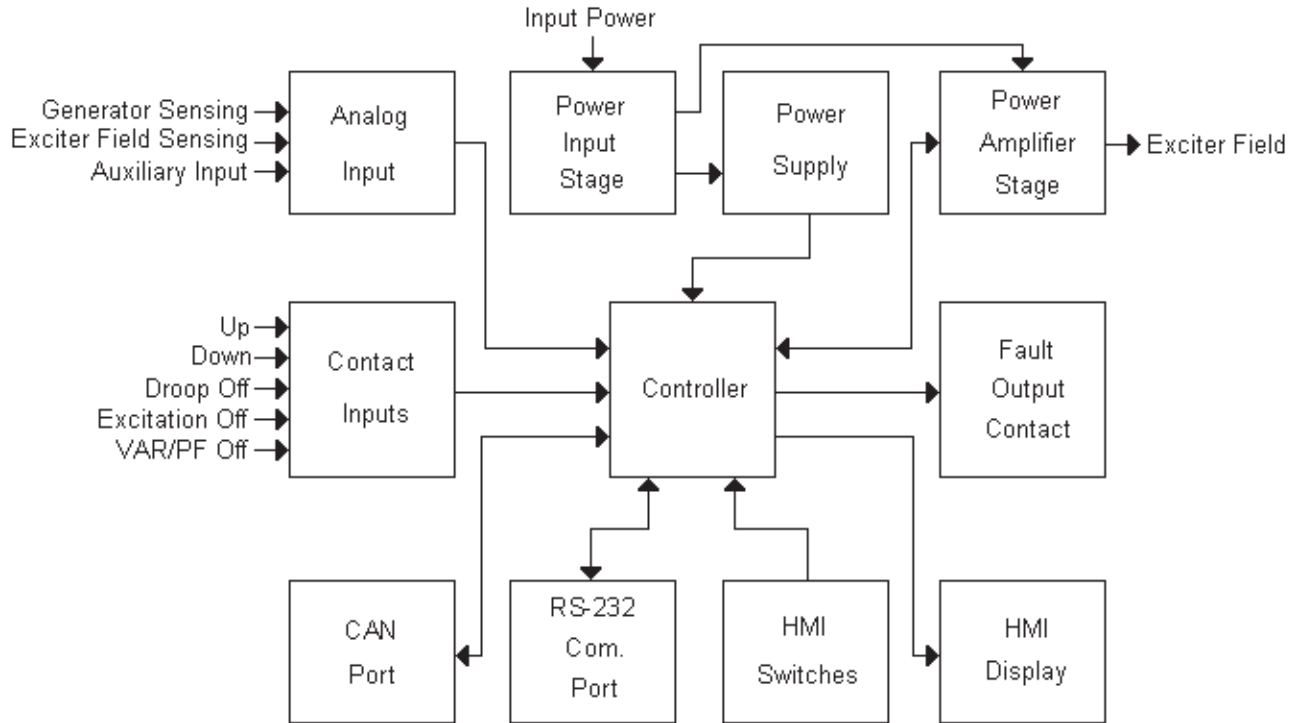 Input Power
Generator Sensing
Exciter Field Sensing
Auxiliary Input
Analog
Input
Power
Input
Stage
Power
Supply
Power
Amplifier
Stage
Exciter Field
Up
Down
Droop Off
Excitation Off
VAR/PF Off
Contact
Inputs
Controller
Fault
Output
Contact
CAN
Port
RS-232
Com.
Port
HMI
Switches
HMI
Display